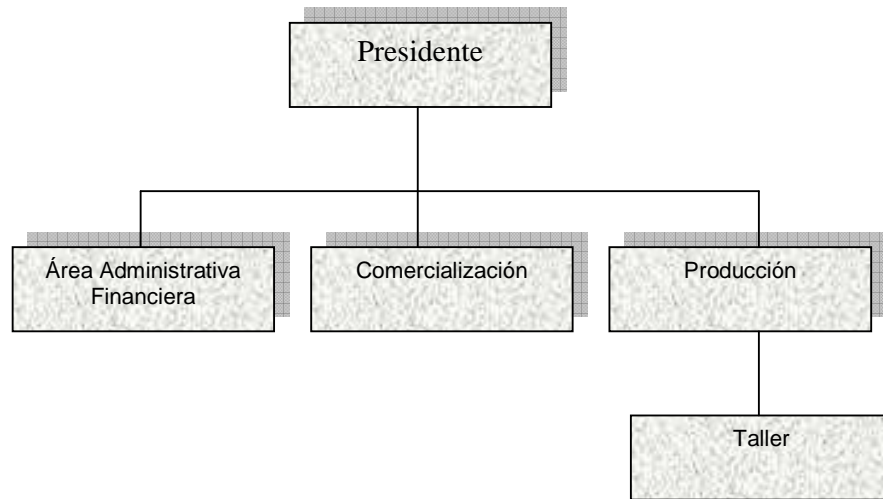 Presidente
Área Administrativa
Financiera
Comercialización
Producción
Taller